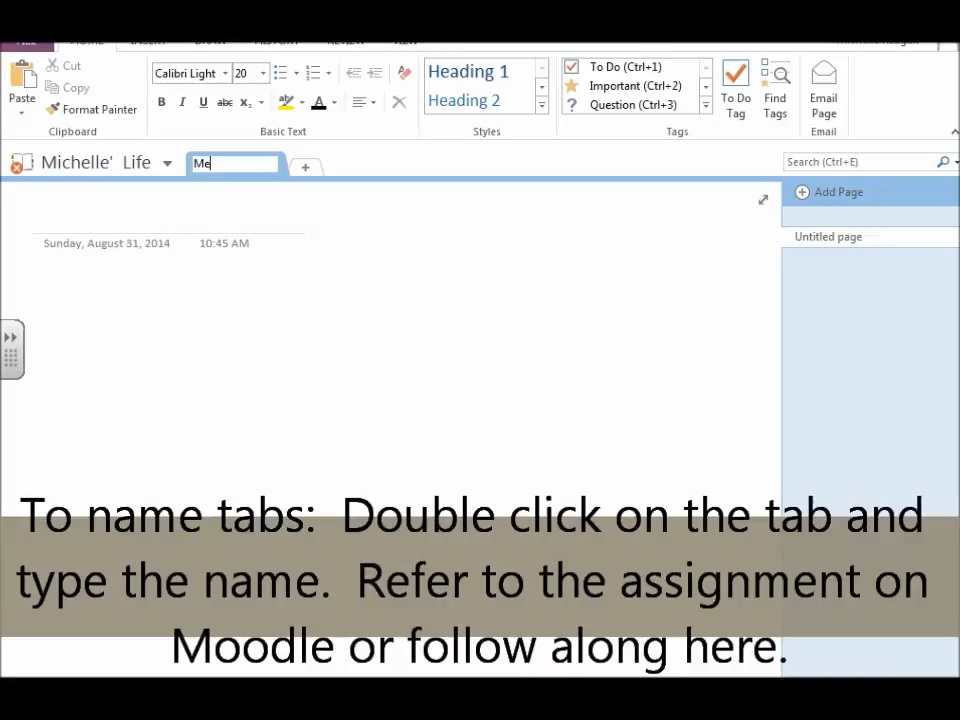 Cut
Copy
Format Painter
Paste
Clipboard
Calibri Light
20
B I U abc X₂
A
Basic Text
Heading 1
Heading 2
Styles
To Do (Ctrl+1)
Important (Ctrl+2)
Question (Ctrl+3)
Tags
To Do
Tag
Find
Tags
Email
Page
Email
Michelle' Life
Me
Search (Ctrl+E)
Add Page
Untitled page
Sunday, August 31, 2014 10:45 AM
To name tabs: Double click on the tab and
type the name. Refer to the assignment on
Moodle or follow along here.